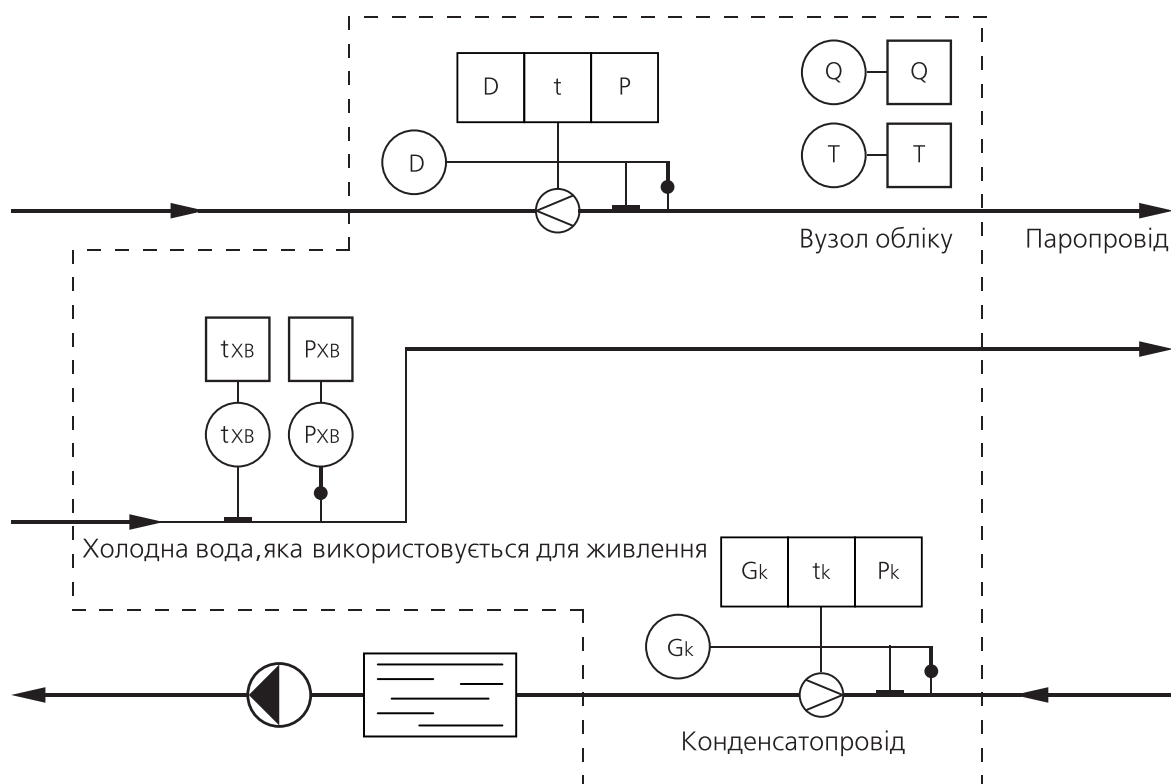 D t P
Q Q
D
T T
Вузол обліку
Паропровід
tхв Pхв
tхв Pхв
Холодна вода,яка використовується для живлення
Gk tk Pk
Gk
Конденсатопровід